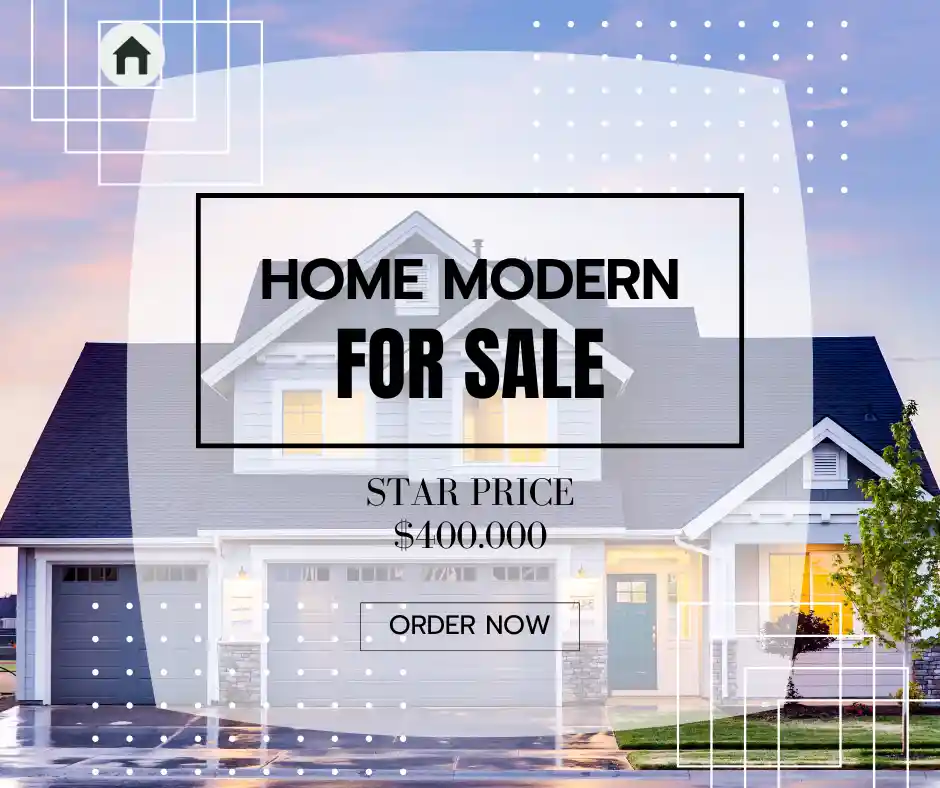 HOME MODERN
FOR SALE
STAR PRICE
$400.000
ORDER NOW